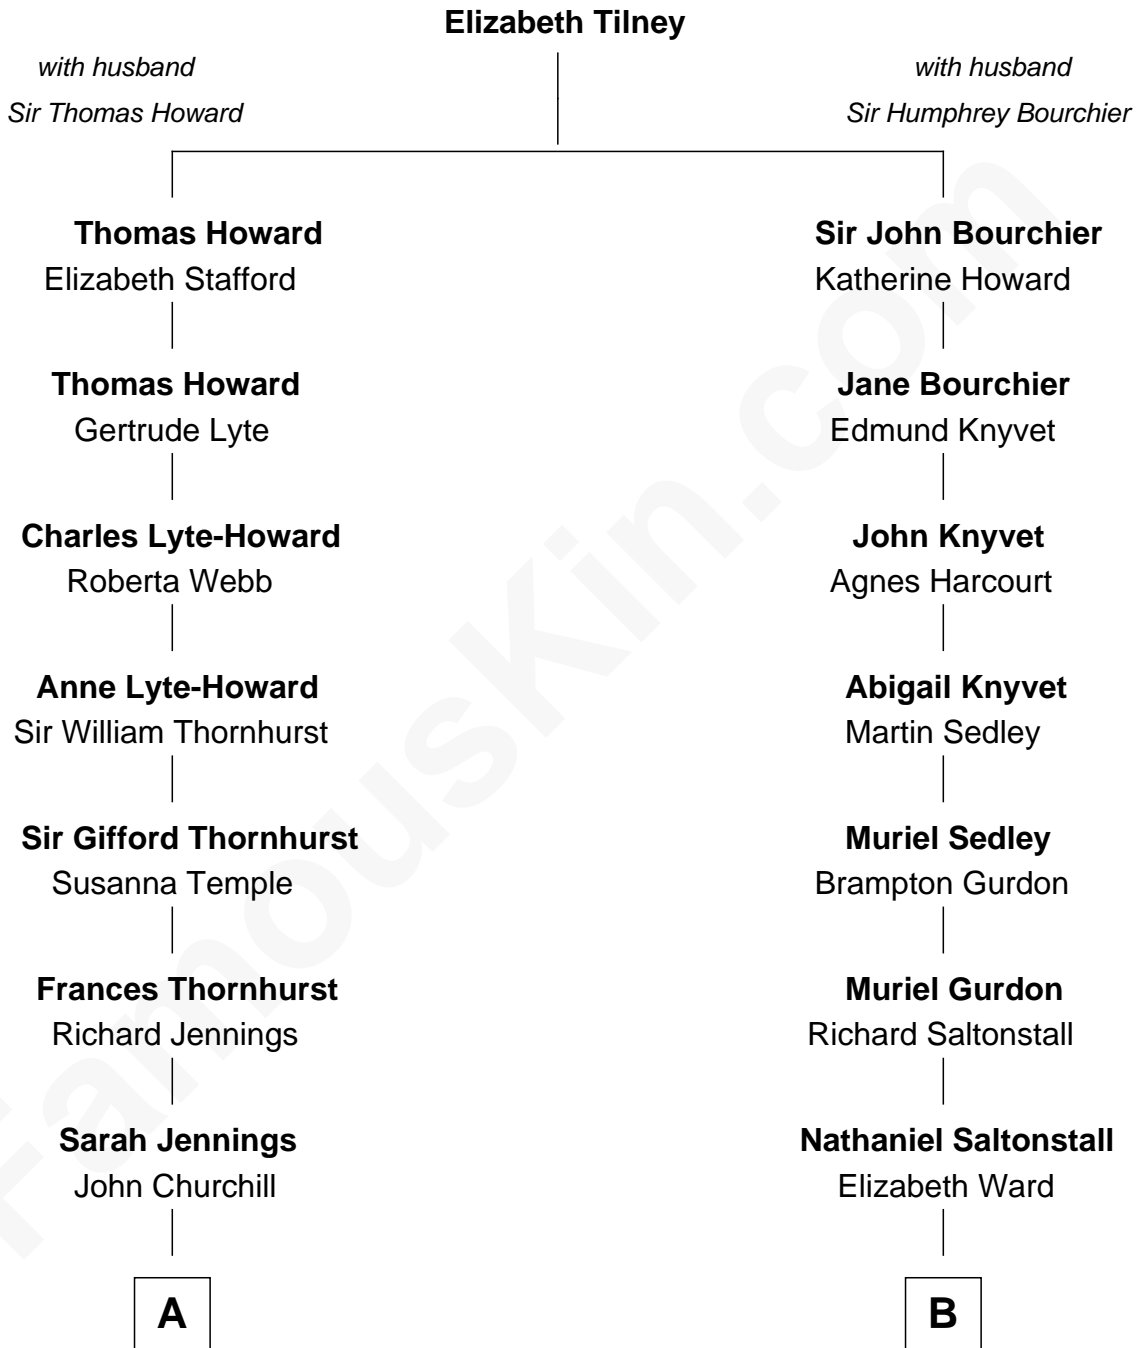 Elizabeth Tilney
with husband
Sir Thomas Howard
with husband
Sir Humphrey Bourchier
Thomas Howard
Elizabeth Stafford
Thomas Howard
Gertrude Lyte
Charles Lyte-Howard
Roberta Webb
Anne Lyte-Howard
Sir William Thornhurst
Sir Gifford Thornhurst
Susanna Temple
Frances Thornhurst
Richard Jennings
Sarah Jennings
John Churchill
A
Sir John Bourchier
Katherine Howard
Jane Bourchier
Edmund Knyvet
John Knyvet
Agnes Harcourt
Abigail Knyvet
Martin Sedley
Muriel Sedley
Brampton Gurdon
Muriel Gurdon
Richard Saltonstall
Nathaniel Saltonstall
Elizabeth Ward
B
FamousKin.com